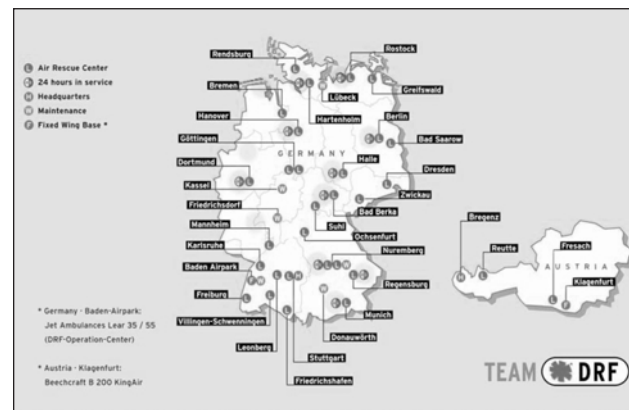 Rendsburg
Rostock
L Air Rescue Center
24 hours in service
H Headquarters
W Maintenance
F Fixed Wing Base *
Bremen
Lübeck
Greifswald
Hanover
Hartenholm
Berlin
Göttingen
Bad Saarow
GERMANY
Dortmund
Halle
Dresden
Kassel
Zwickau
Friedrichsdorf
Bad Berka
Mannheim
Suhl
Ochsenfurt
Bregenz
Karlsruhe
Nuremberg
Reutte
Fresach
Baden Airpark
AUSTRIA
Klagenfurt
Regensburg
Freiburg
Munich
Villingen-Schwenningen
Donauwörth
Leonberg
Stuttgart
Friedrichshafen
* Germany - Baden-Airpark:
Jet Ambulances Lear 35 / 55
(DRF-Operation-Center)
* Austria - Klagenfurt:
Beechcraft B 200 KingAir
TEAM DRF